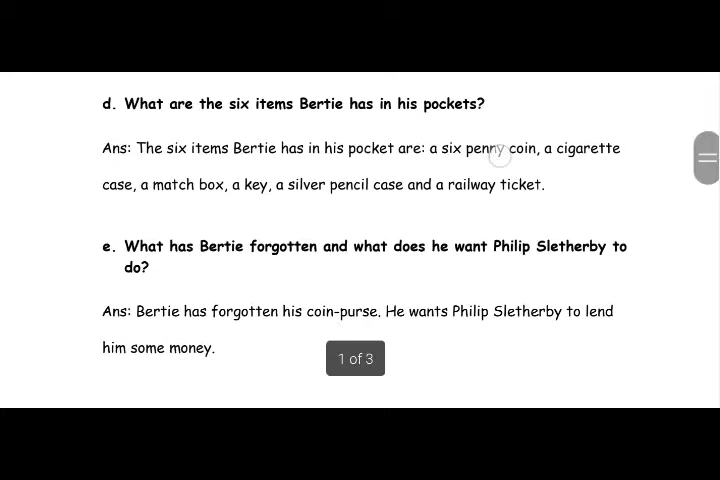 d. What are the six items Bertie has in his pockets?
Ans: The six items Bertie has in his pocket are: a six penny coin, a cigarette
case, a match box, a key, a silver pencil case and a railway ticket.
e. What has Bertie forgotten and what does he want Philip Sletherby to
do?
Ans: Bertie has forgotten his coin-purse. He wants Philip Sletherby to lend
him some money.
1 of 3